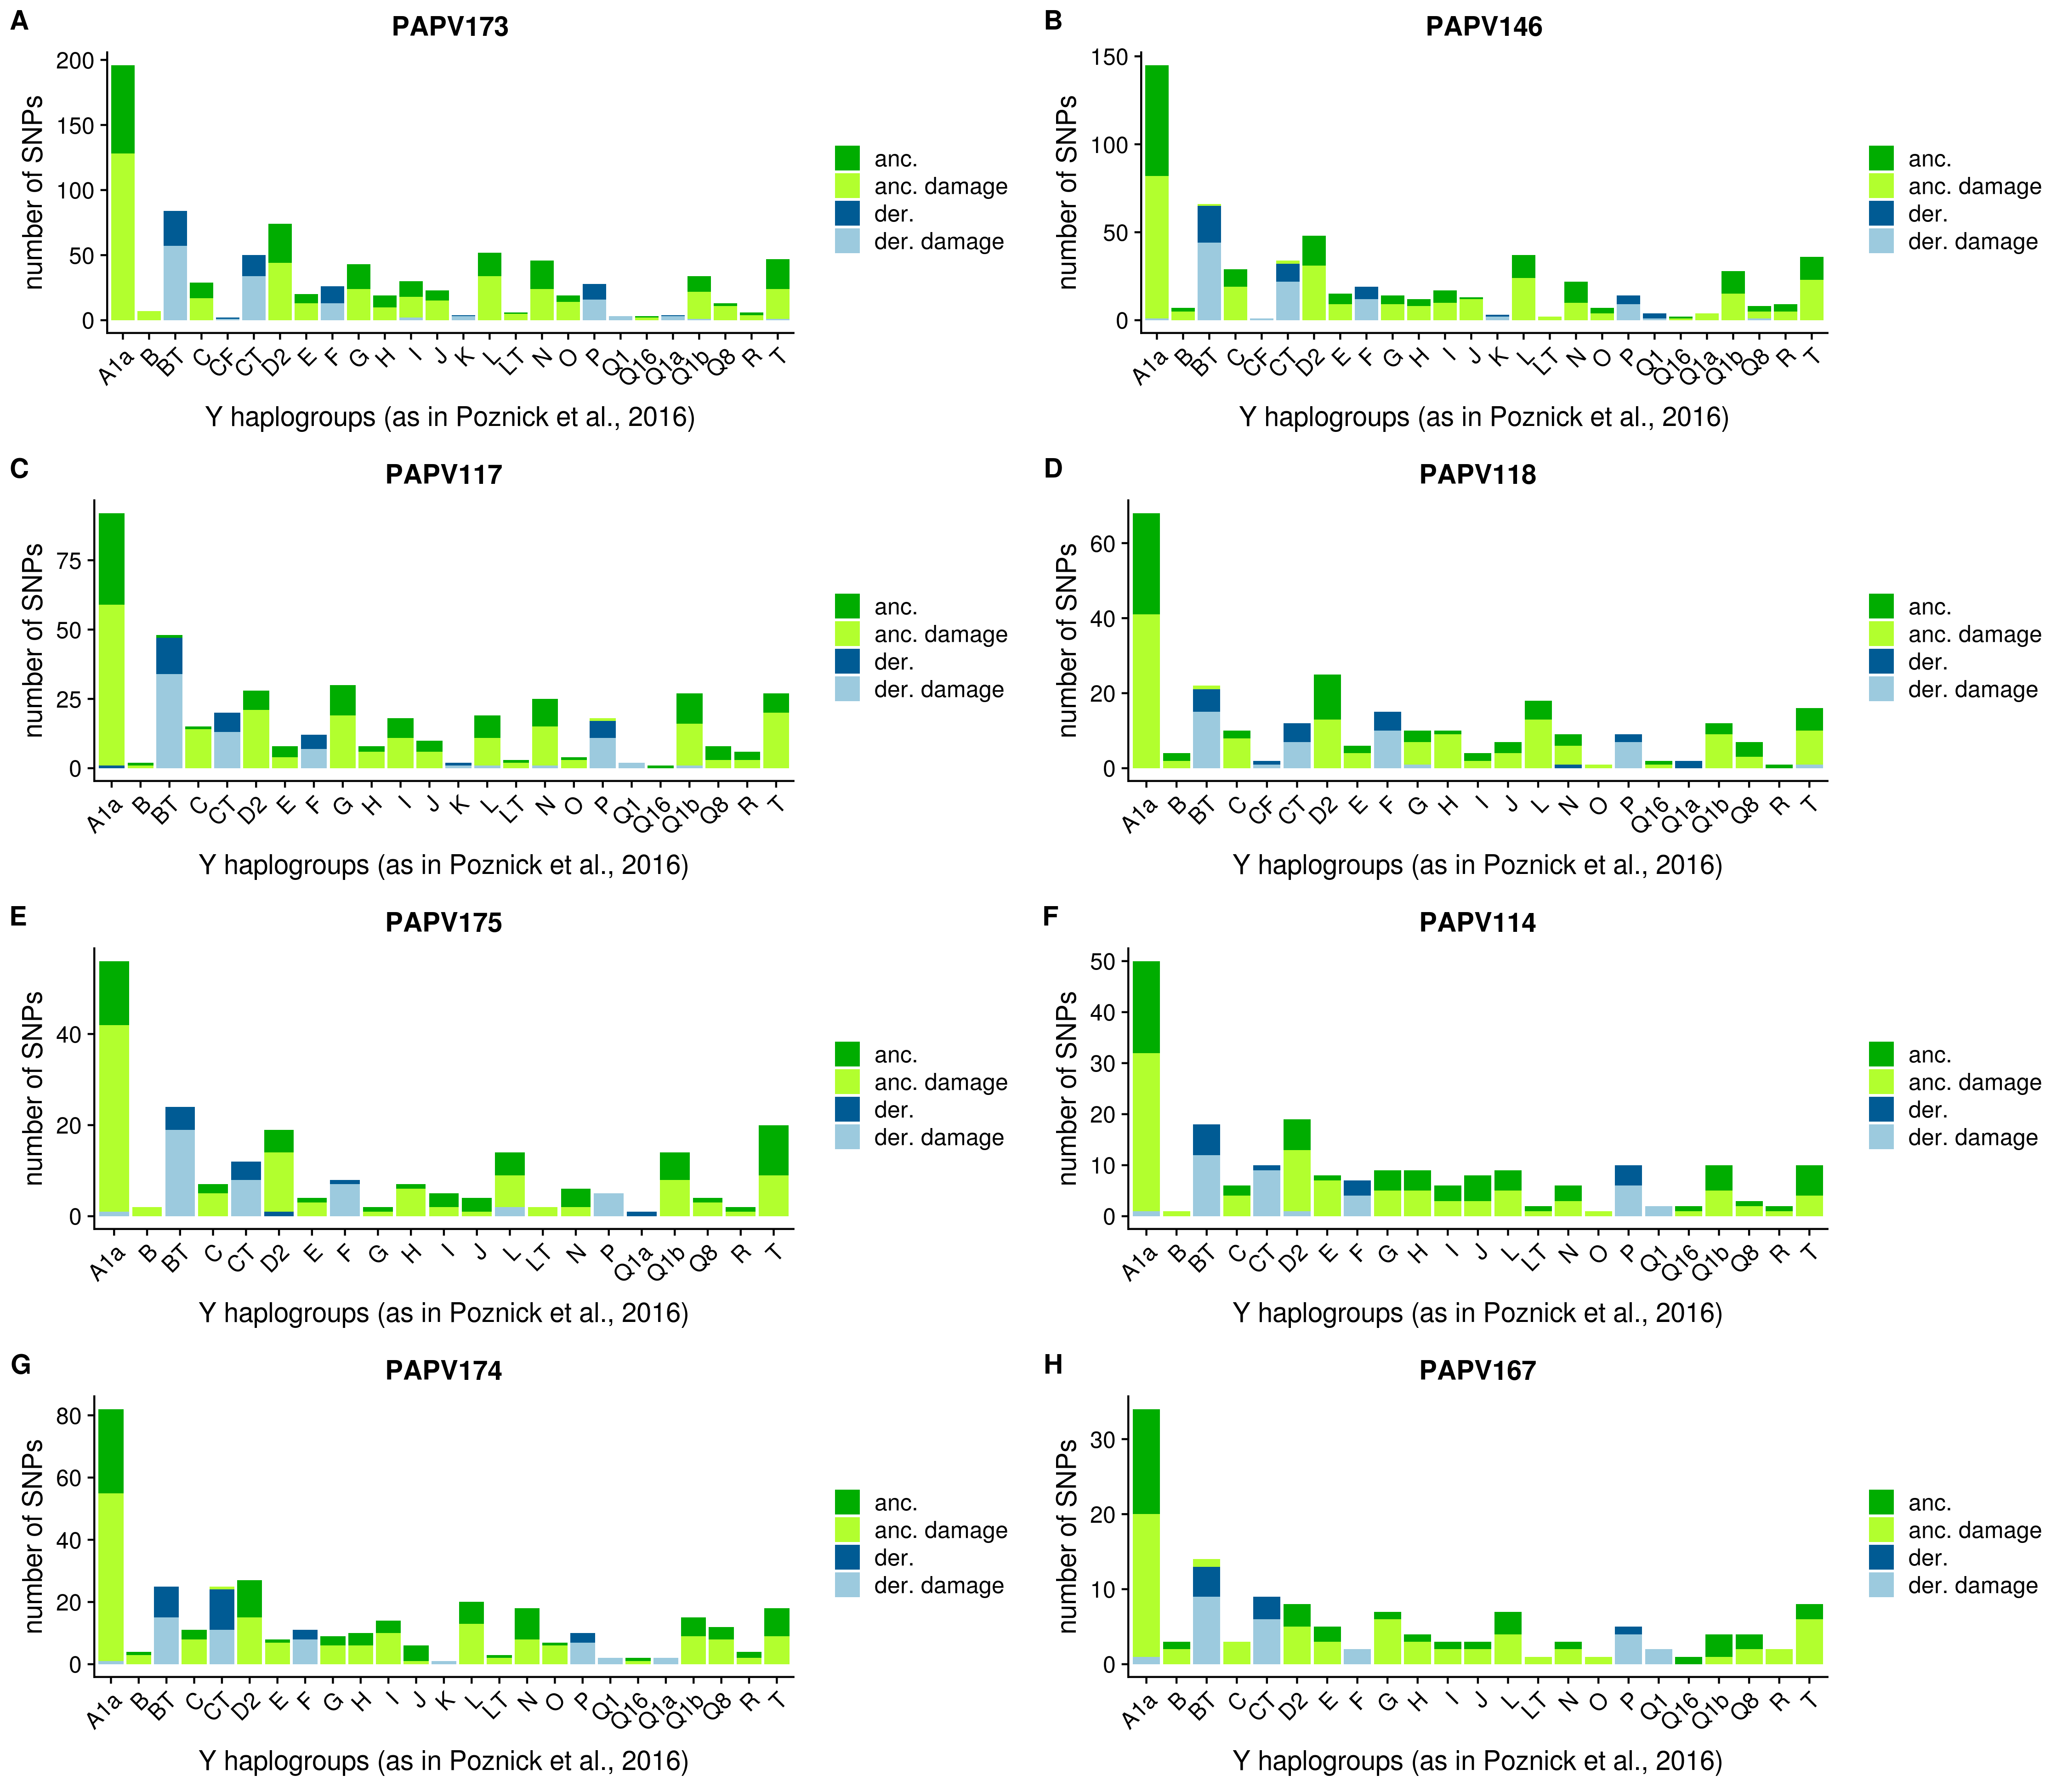 A
PAPV173
number of SNPs
200
150
100
50
0
A1a B BT C CF CT D2 E F G H I J K L LT N O P Q1 Q16 Q1a Q1b Q8 R T
Y haplogroups (as in Poznick et al., 2016)
anc.
anc. damage
der.
der. damage
B
PAPV146
number of SNPs
150
100
50
0
A1a B BT C CF CT D2 E F G H I J K L LT N O P Q1 Q16 Q1a Q1b Q8 R T
Y haplogroups (as in Poznick et al., 2016)
anc.
anc. damage
der.
der. damage
C
PAPV117
number of SNPs
75
50
25
0
A1a B BT C CT D2 E F G H I J K L LT N O P Q1 Q16 Q1b Q8 R T
Y haplogroups (as in Poznick et al., 2016)
anc.
anc. damage
der.
der. damage
D
PAPV118
number of SNPs
60
40
20
0
A1a B BT C CF CT D2 E F G H I J L N O P Q16 Q1a Q1b Q8 R T
Y haplogroups (as in Poznick et al., 2016)
anc.
anc. damage
der.
der. damage
E
PAPV175
number of SNPs
40
20
0
A1a B BT C CT D2 E F G H I J L LT N P Q1a Q1b Q8 R T
Y haplogroups (as in Poznick et al., 2016)
anc.
anc. damage
der.
der. damage
F
PAPV114
number of SNPs
50
40
30
20
10
0
A1a B BT C CT D2 E F G H I J L LT N O P Q1 Q16 Q1b Q8 R T
Y haplogroups (as in Poznick et al., 2016)
anc.
anc. damage
der.
der. damage
G
PAPV174
number of SNPs
80
60
40
20
0
A1a B BT C CT D2 E F G H I J K L LT N O P Q1 Q16 Q1a Q1b Q8 R T
Y haplogroups (as in Poznick et al., 2016)
anc.
anc. damage
der.
der. damage
H
PAPV167
number of SNPs
30
20
10
0
A1a B BT C CT D2 E F G H I J L LT N O P Q1 Q16 Q1b Q8 R T
Y haplogroups (as in Poznick et al., 2016)
anc.
anc. damage
der.
der. damage